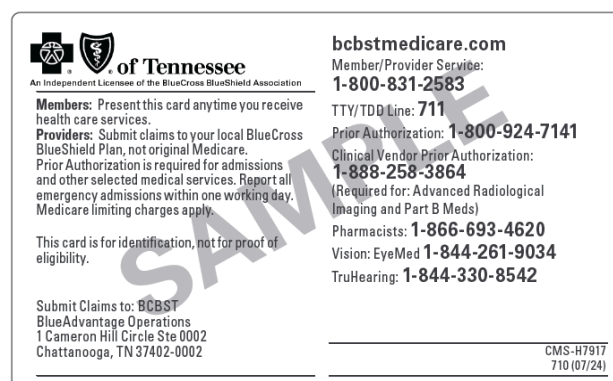 of Tennessee
An Independent Licensee of the BlueCross BlueShield Association
Members: Present this card anytime you receive
health care services.
Providers: Submit claims to your local BlueCross
BlueShield Plan, not original Medicare.
Prior Authorization is required for admissions
and other selected medical services. Report all
emergency admissions within one working day.
Medicare limiting charges apply.
This card is for identification, not for proof of
eligibility.
Submit Claims to: BCBST
BlueAdvantage Operations
1 Cameron Hill Circle Ste 0002
Chattanooga, TN 37402-0002
bcbstmedicare.com
Member/Provider Service:
1-800-831-2583
TTY/TDD Line: 711
Prior Authorization: 1-800-924-7141
Clinical Vendor Prior Authorization:
1-888-258-3864
(Required for: Advanced Radiological
Imaging and Part B Meds)
Pharmacists: 1-866-693-4620
Vision: EyeMed 1-844-261-9034
TruHearing: 1-844-330-8542
CMS-H7917
710 (07/24)
SAMPLE